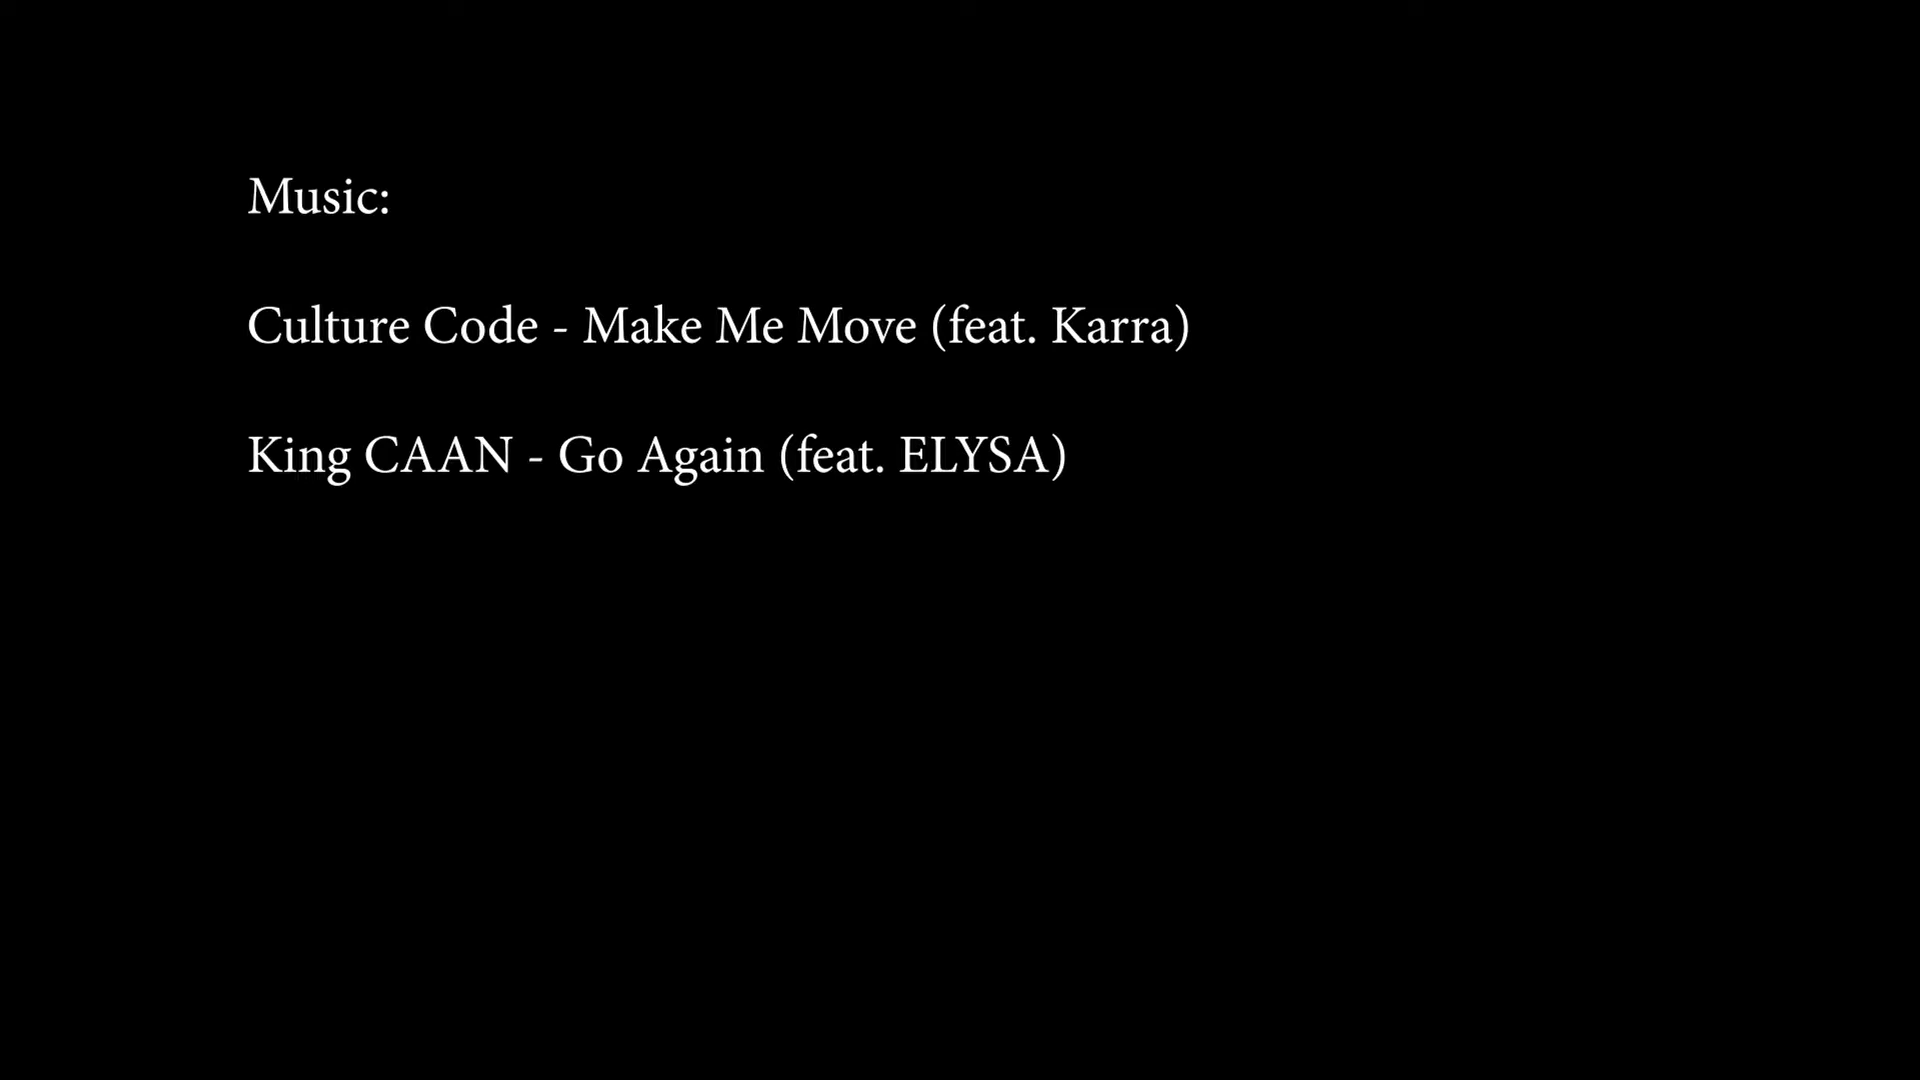 Music:
Culture Code - Make Me Move (feat. Karra)
King CAAN - Go Again (feat. ELYSA)